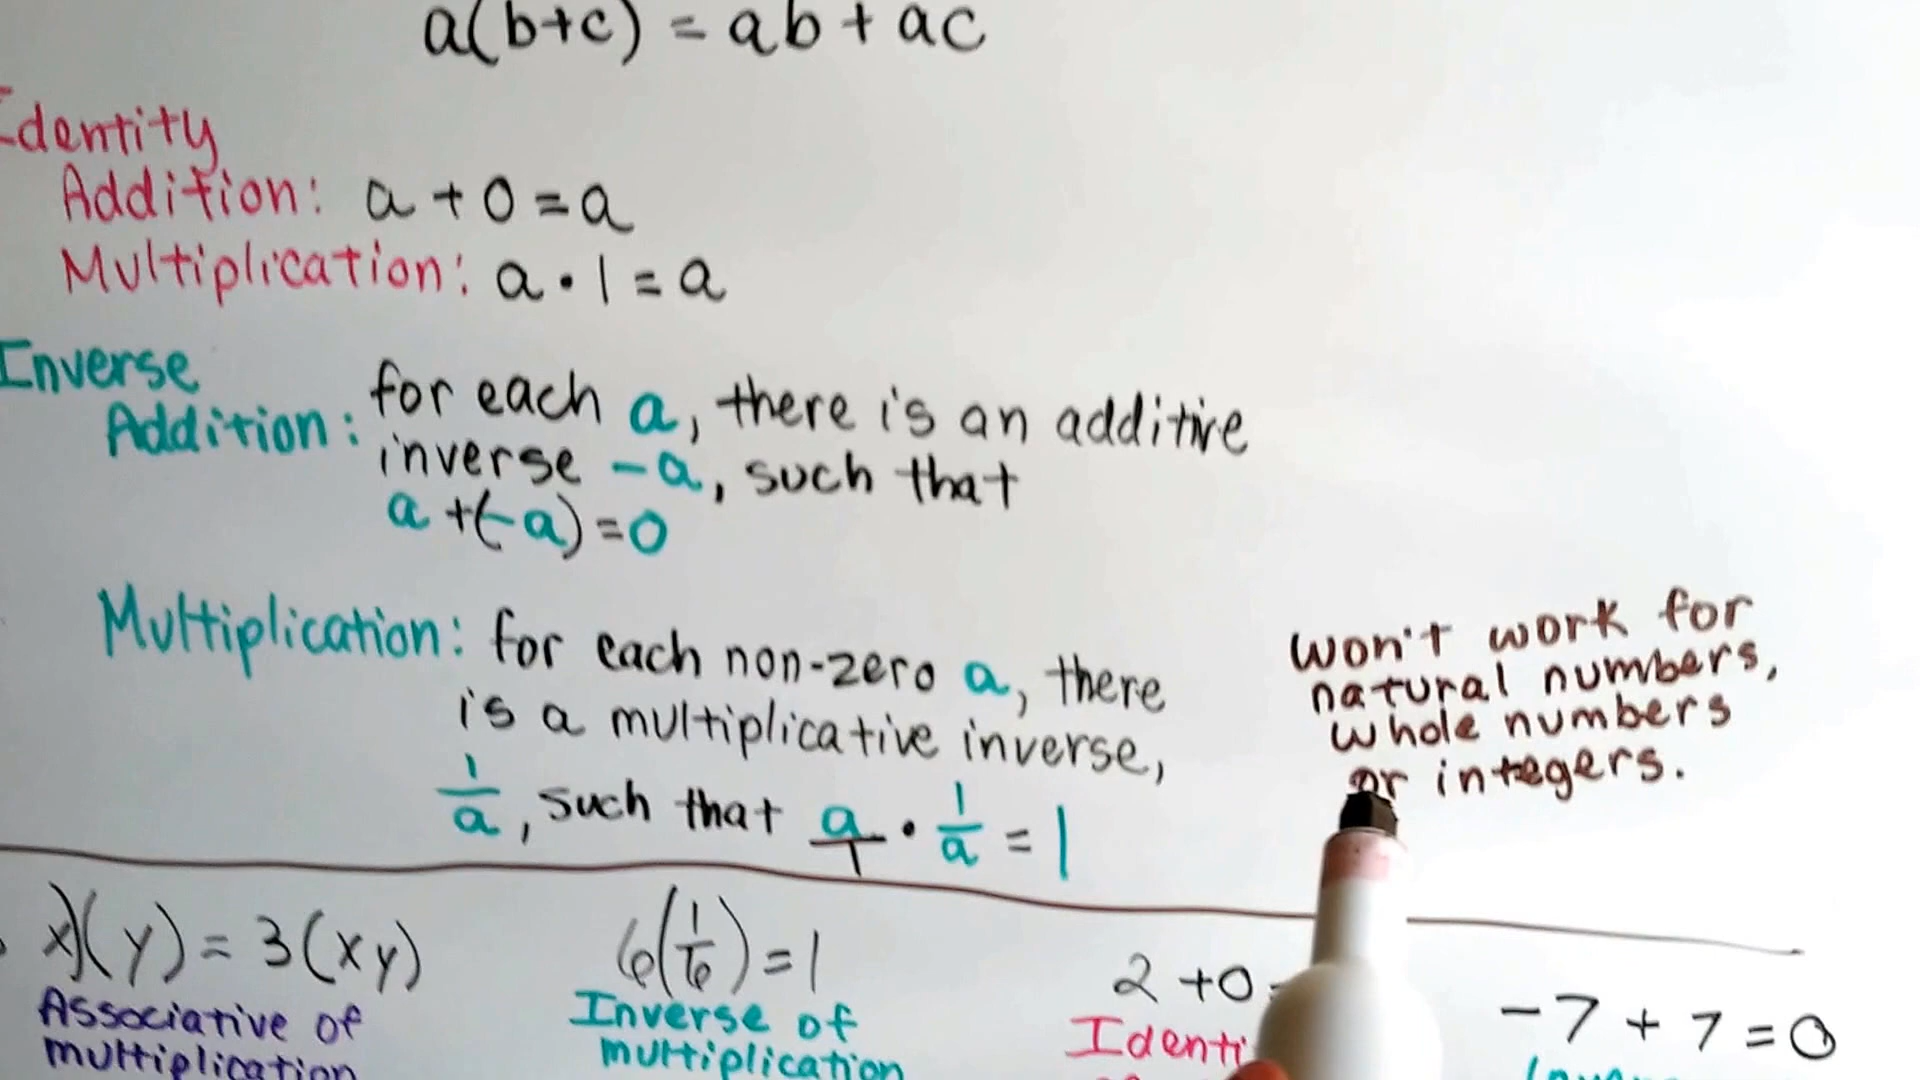 a(b+c) = ab + ac
Identity
Addition: a + 0 = a
Multiplication: a · 1 = a
Inverse
Addition: for each a, there is an additive
inverse -a, such that
a +(-a) = 0
Multiplication: for each non-zero a, there
is a multiplicative inverse,
1/a, such that a/1 · 1/a = 1
won't work for
natural numbers,
whole numbers
or integers.
x)(y) = 3(xy)
Associative of
multiplication
6(1/6) = 1
Inverse of
multiplication
2 + 0 =
Identi
-7 + 7 = 0